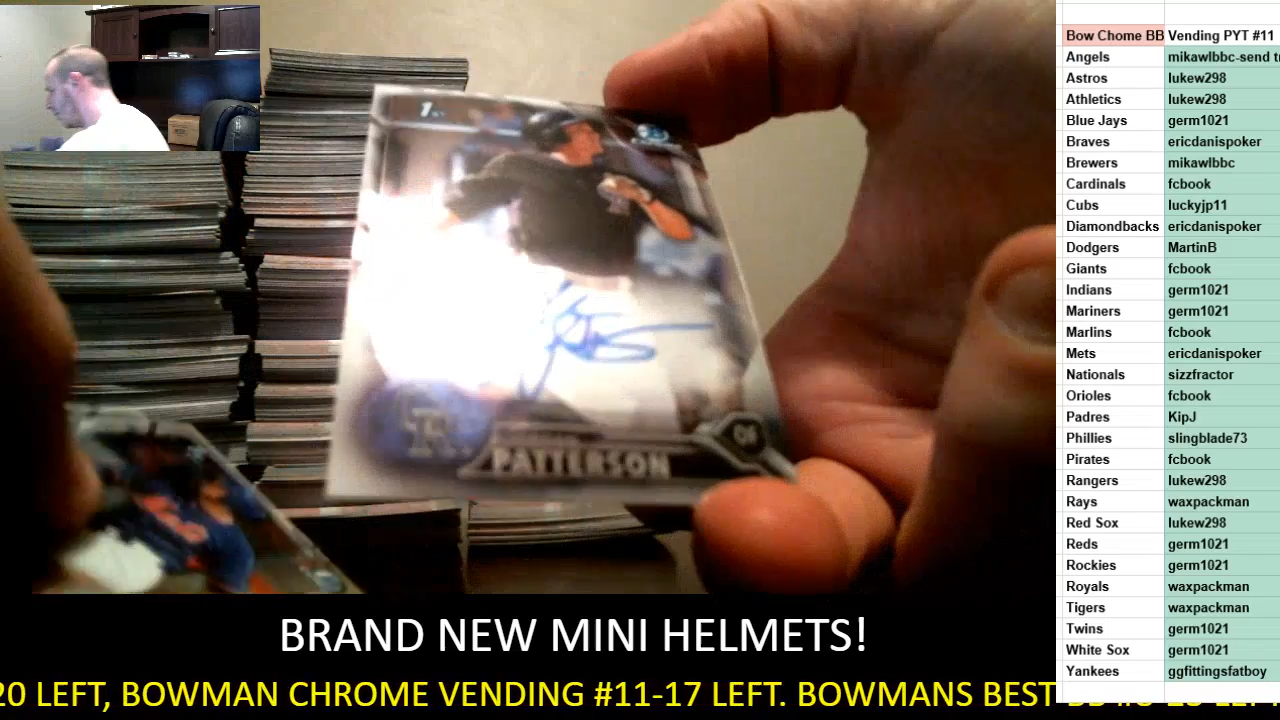 Bow Chome BB Vending PYT #11
Angels mikawlbbc-send tr
Astros lukew298
Athletics lukew298
Blue Jays germ1021
Braves ericdanispoker
Brewers mikawlbbc
Cardinals fcbook
Cubs luckyjp11
Diamondbacks ericdanispoker
Dodgers MartinB
Giants fcbook
Indians germ1021
Mariners germ1021
Marlins fcbook
Mets ericdanispoker
Nationals sizzfractor
Orioles fcbook
Padres KipJ
Phillies slingblade73
Pirates fcbook
Rangers lukew298
Rays waxpackman
Red Sox lukew298
Reds germ1021
Rockies germ1021
Royals waxpackman
Tigers waxpackman
Twins germ1021
White Sox germ1021
Yankees ggfittingsfatboy
1ST
R
PATTERSON
OF
BRAND NEW MINI HELMETS!
20 LEFT, BOWMAN CHROME VENDING #11-17 LEFT. BOWMANS BEST